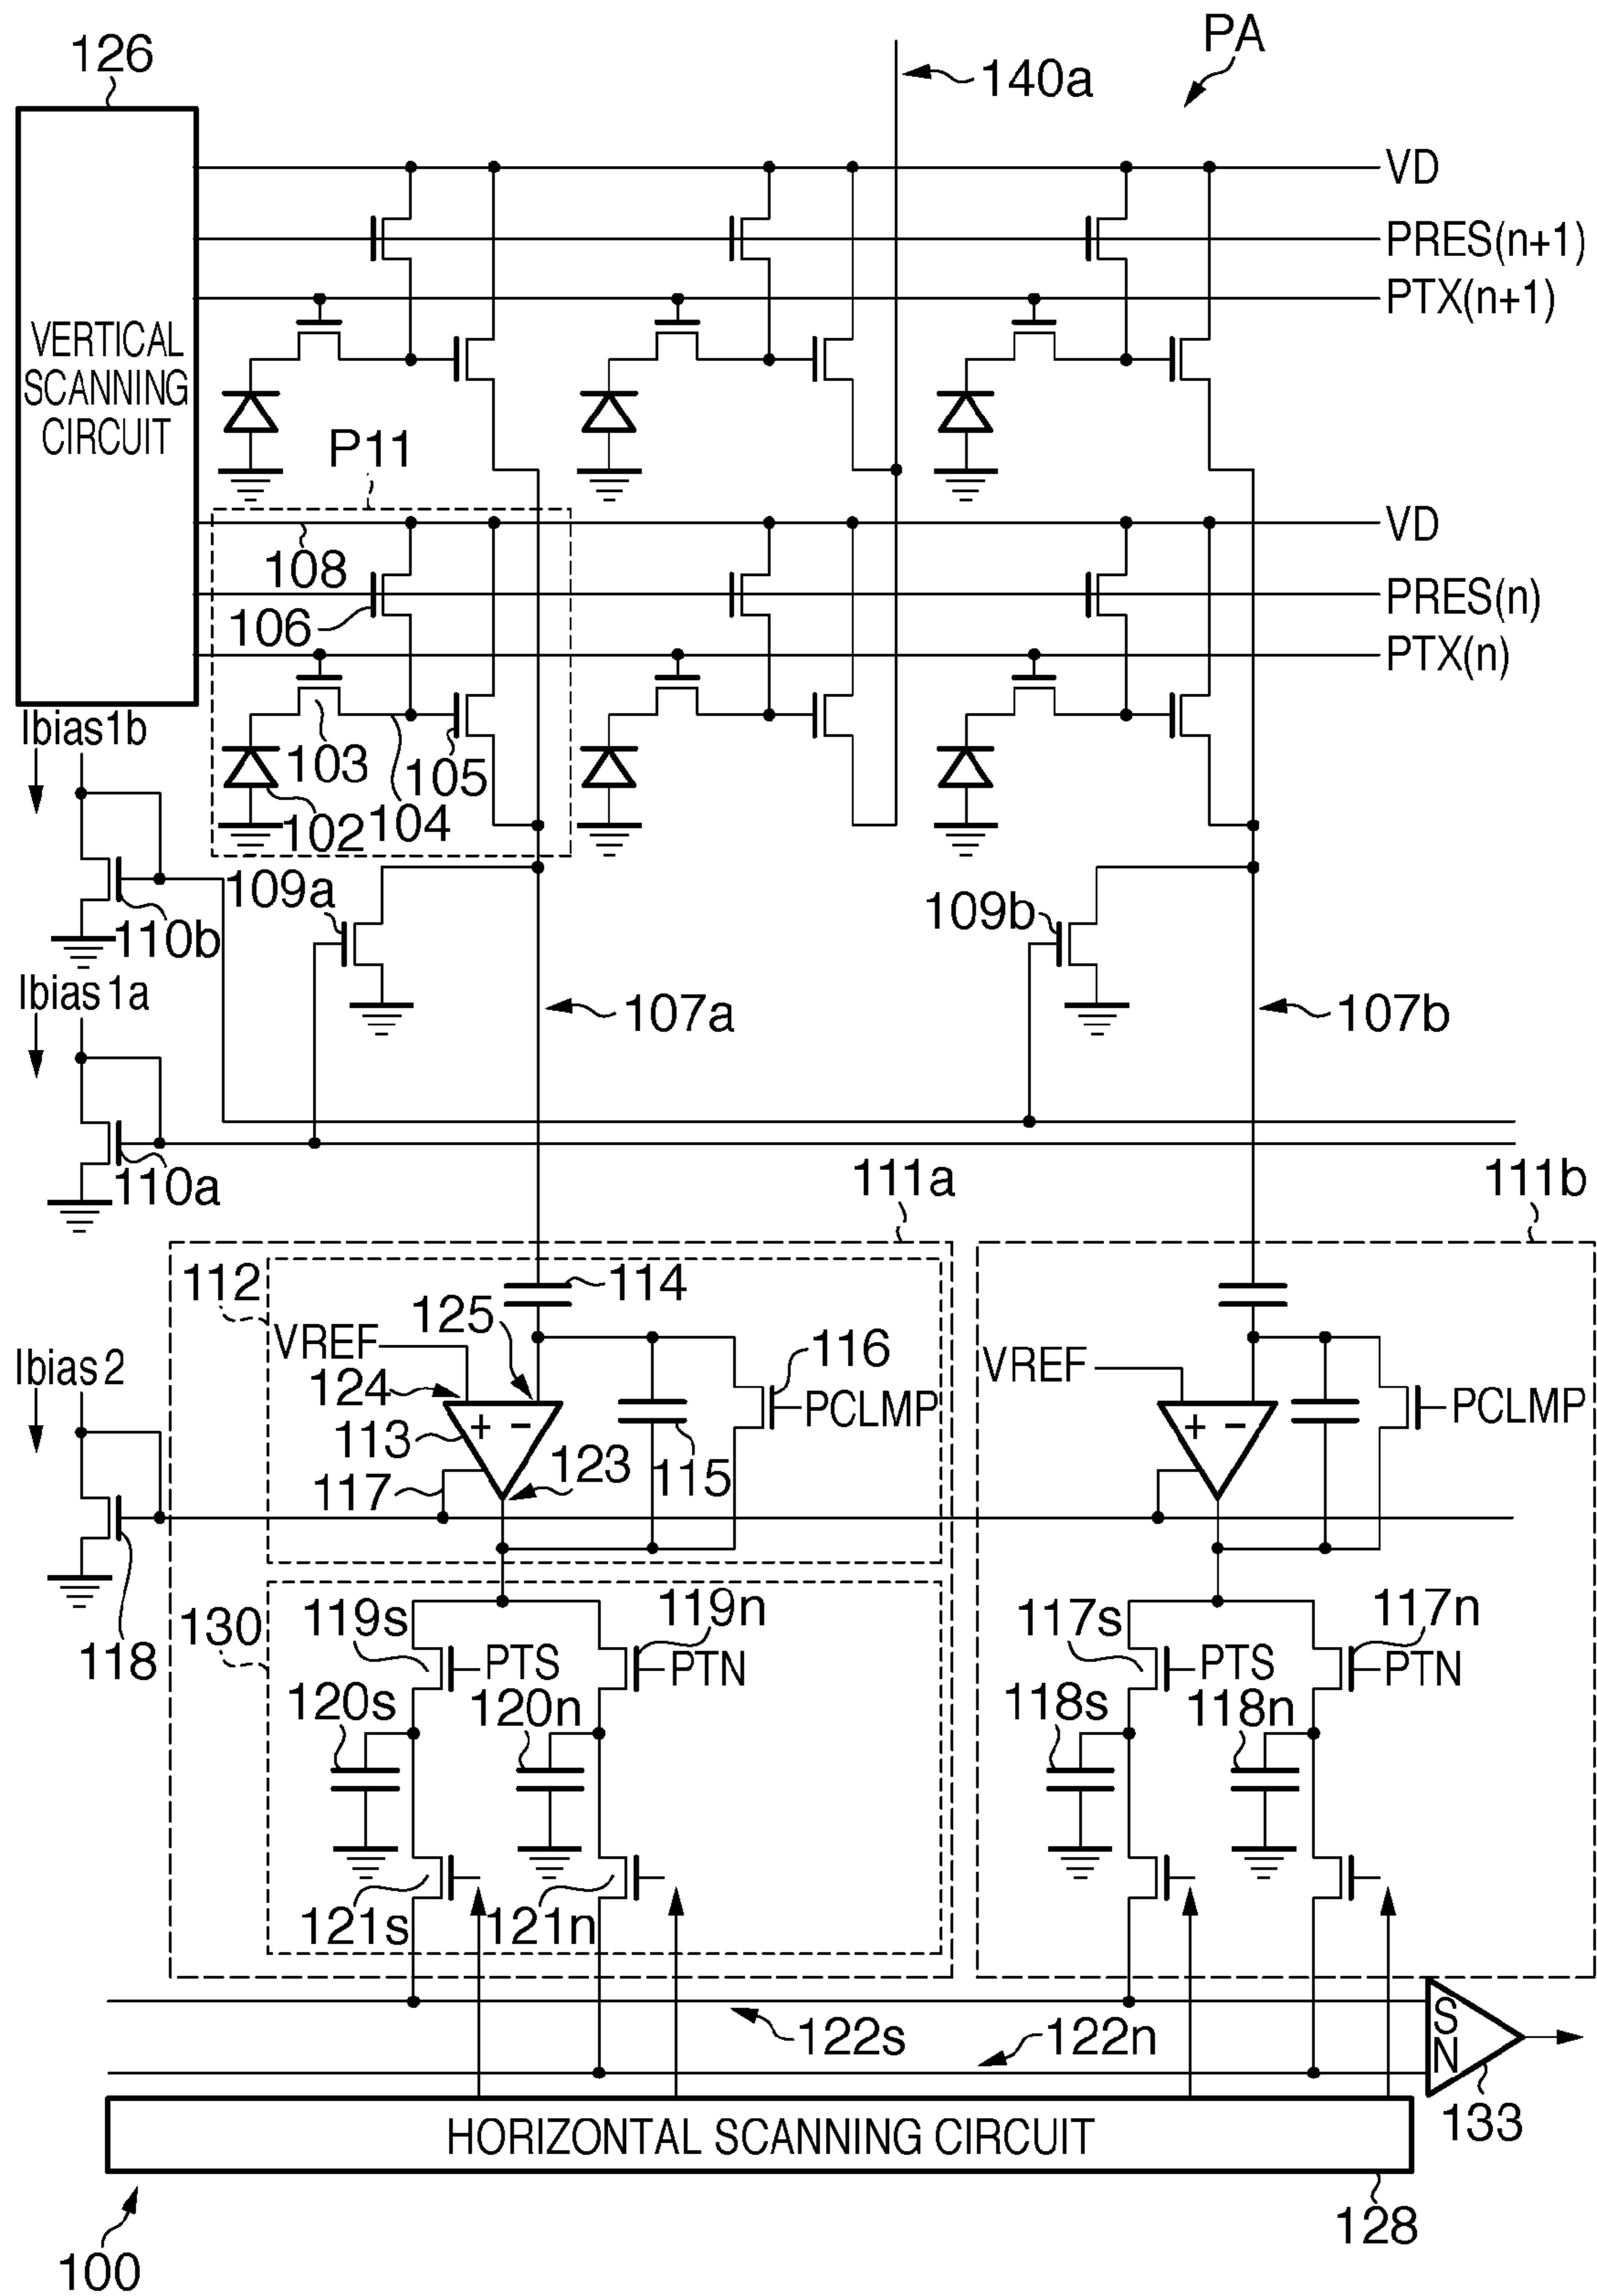 PA
126
140a
VD
PRES(n+1)
PTX(n+1)
VERTICAL
SCANNING
CIRCUIT
P11
VD
108
PRES(n)
106
PTX(n)
Ibias1b
103
105
102
104
109a
109b
110b
Ibias1a
107a
107b
110a
111a
111b
112
114
125
VREF
116
VREF
Ibias2
124
PCLMP
PCLMP
+ −
+ −
113
123
115
117
119s
119n
117s
117n
130
118
PTS
PTN
PTS
PTN
120s
120n
118s
118n
121s
121n
S
N
122s
122n
133
HORIZONTAL SCANNING CIRCUIT
128
100